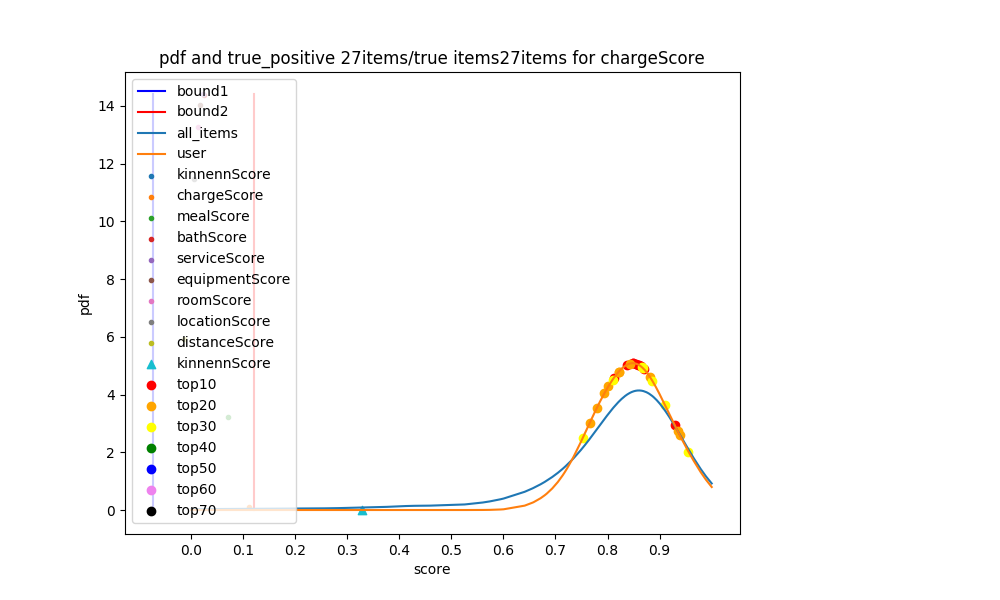 pdf and true_positive 27items/true items27items for chargeScore
bound1
bound2
all_items
user
kinnennScore
chargeScore
mealScore
bathScore
serviceScore
equipmentScore
roomScore
locationScore
distanceScore
kinnennScore
top10
top20
top30
top40
top50
top60
top70
14
12
10
8
6
4
2
0
pdf
0.0 0.1 0.2 0.3 0.4 0.5 0.6 0.7 0.8 0.9
score